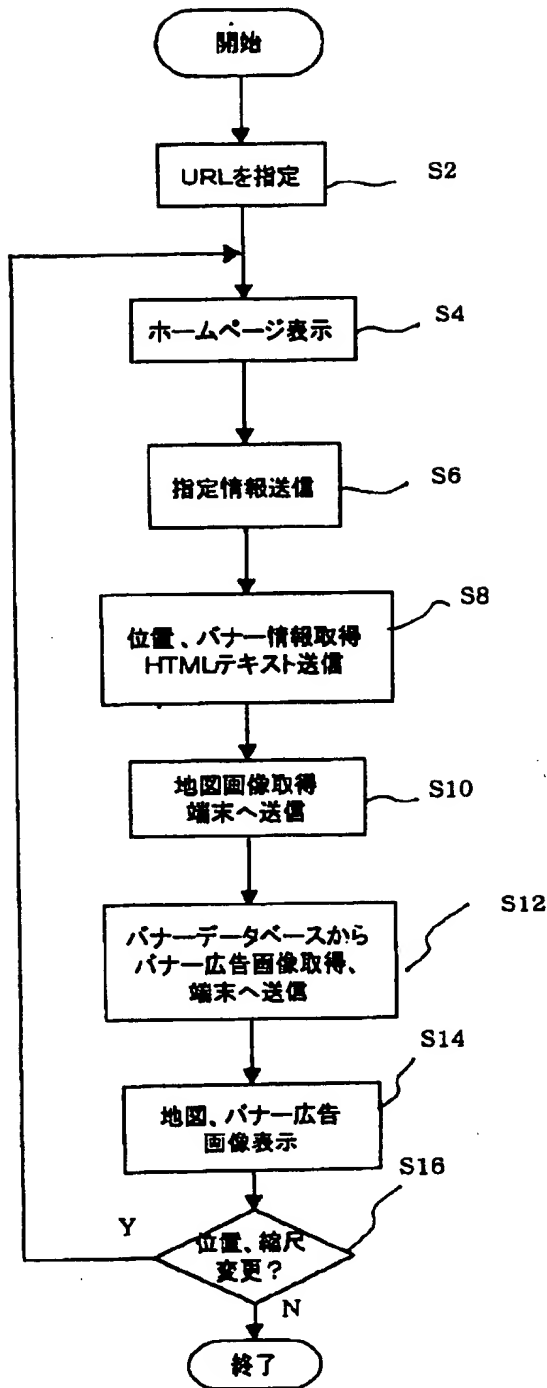 開始
URLを指定
S2
ホームページ表示
S4
指定情報送信
S6
位置、バナー情報取得
HTMLテキスト送信
S8
地図画像取得
端末へ送信
S10
バナーデータベースから
バナー広告画像取得、
端末へ送信
S12
地図、バナー広告
画像表示
S14
位置、縮尺
変更?
S16
Y
N
終了